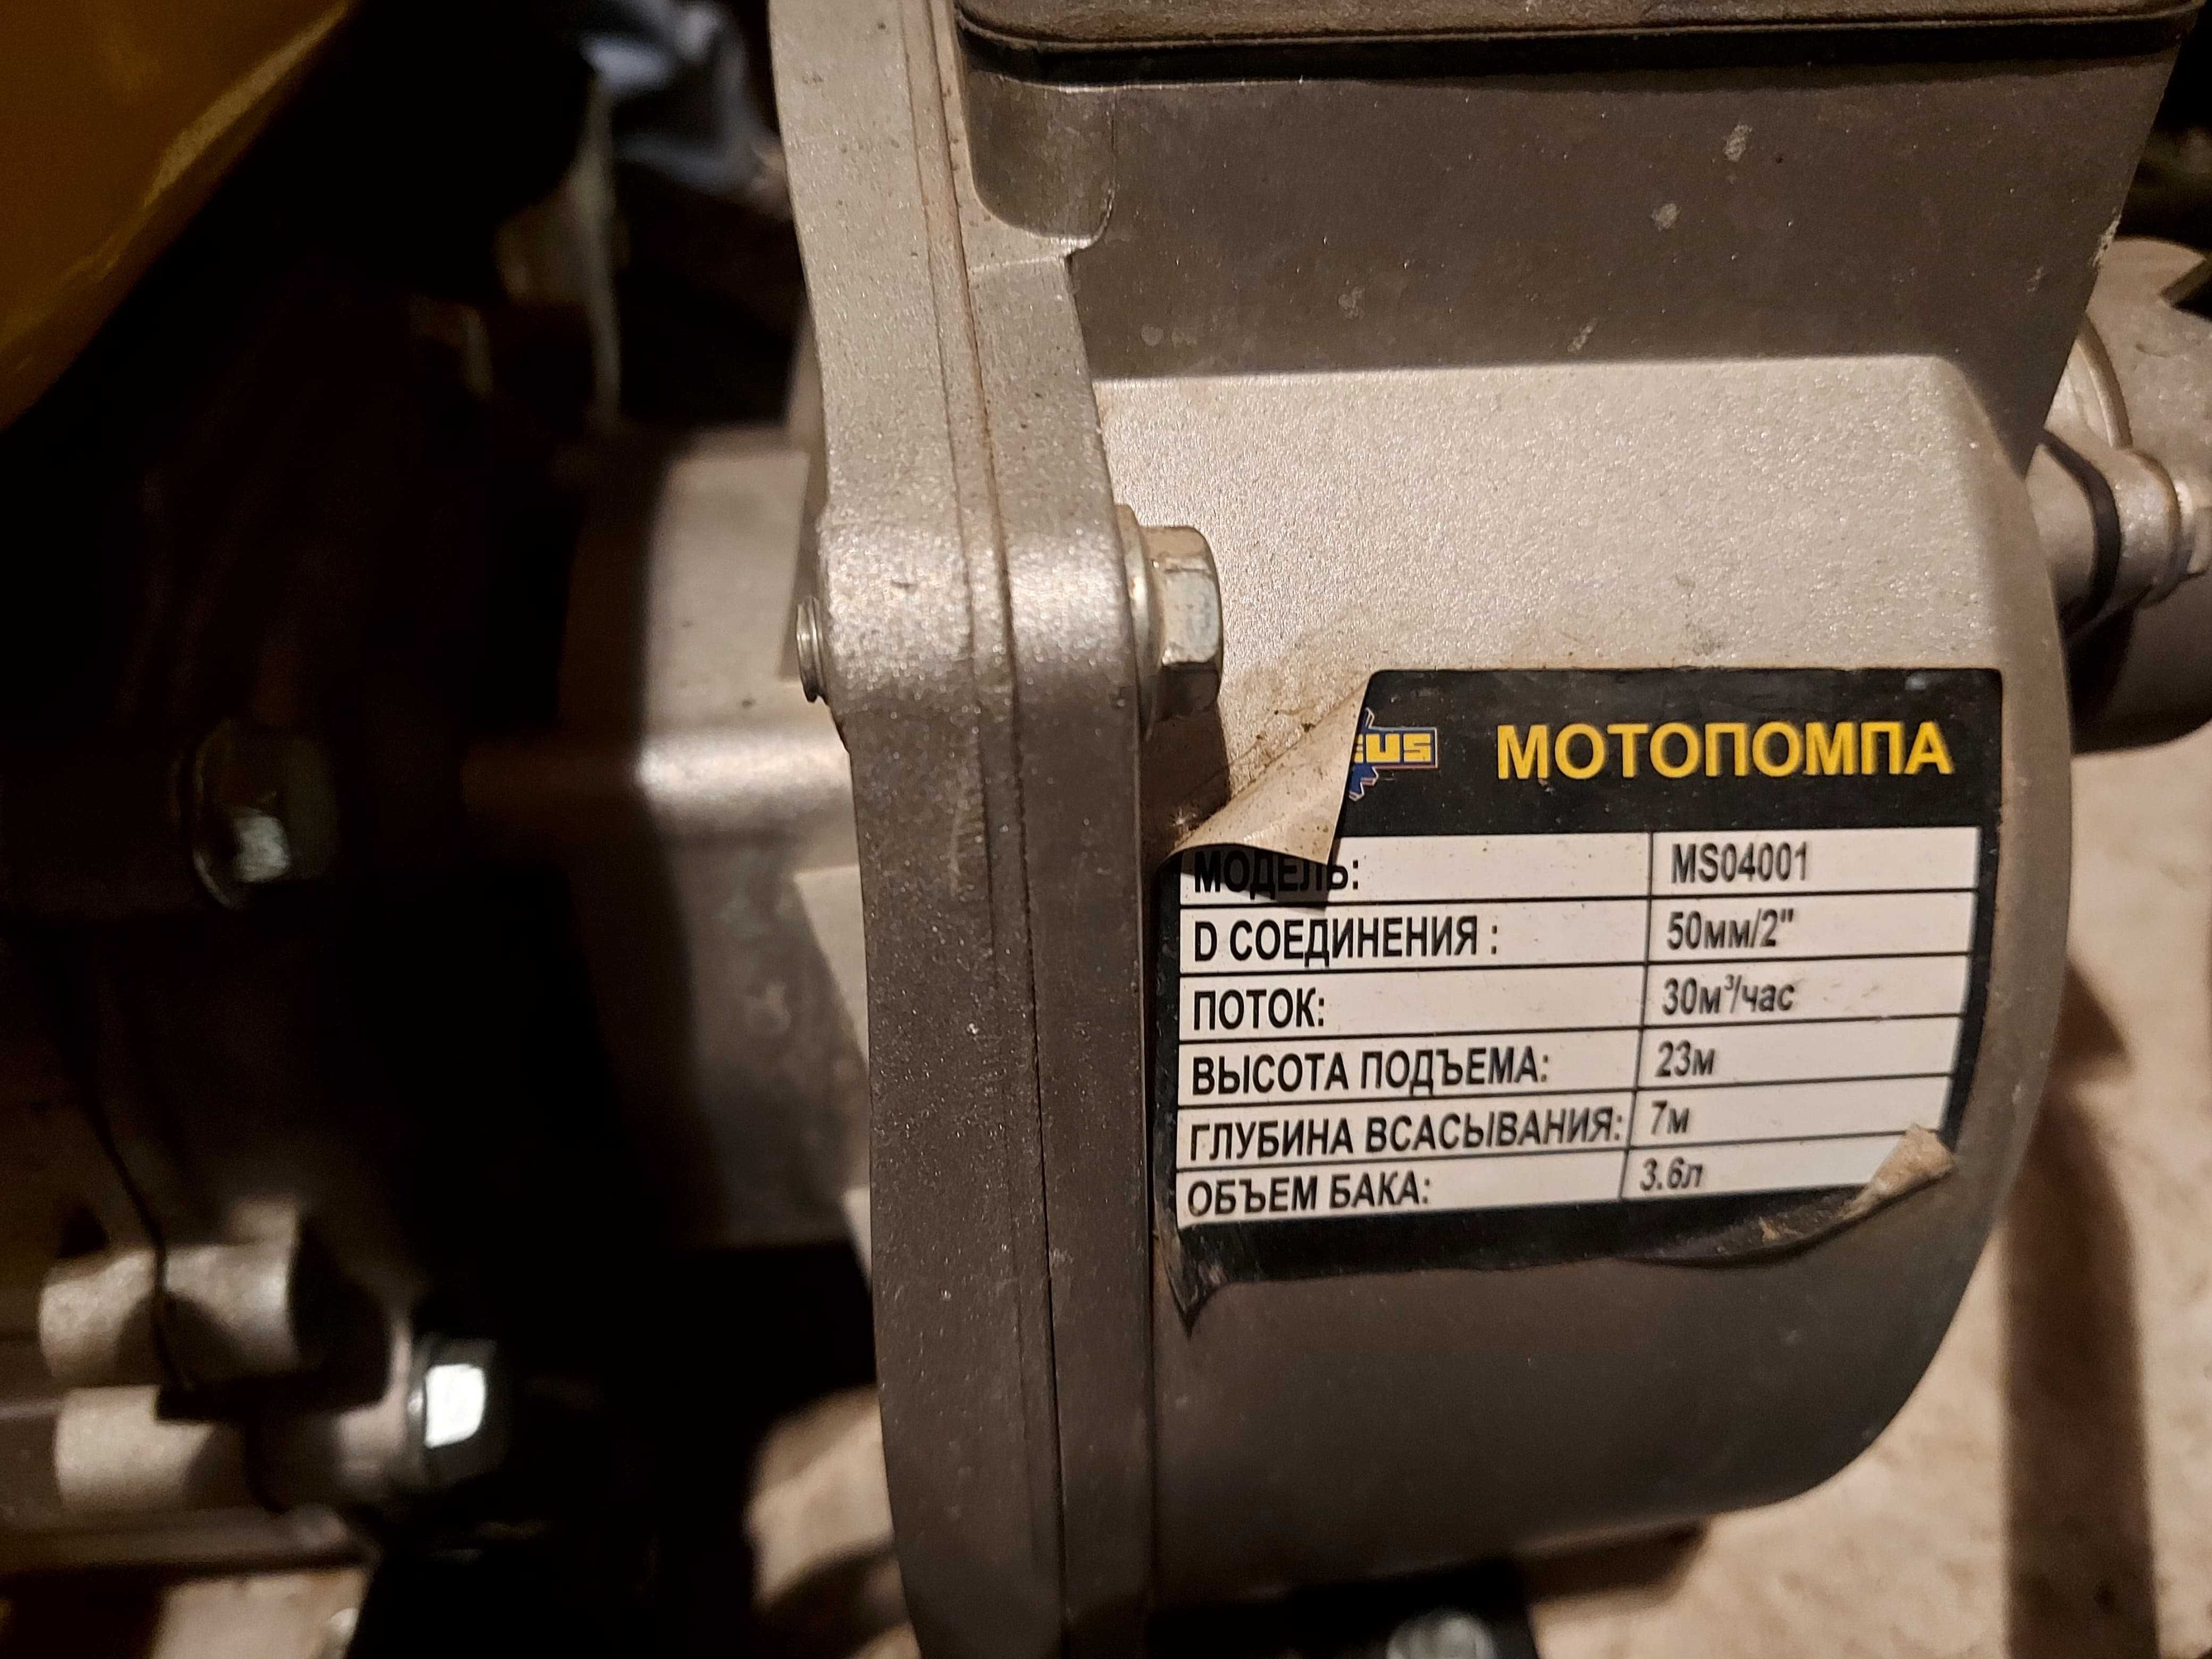 МОТОПОМПА
МОДЕЛЬ: MS04001
D СОЕДИНЕНИЯ : 50мм/2"
ПОТОК: 30м³/час
ВЫСОТА ПОДЪЕМА: 23м
ГЛУБИНА ВСАСЫВАНИЯ: 7м
ОБЪЕМ БАКА: 3.6л